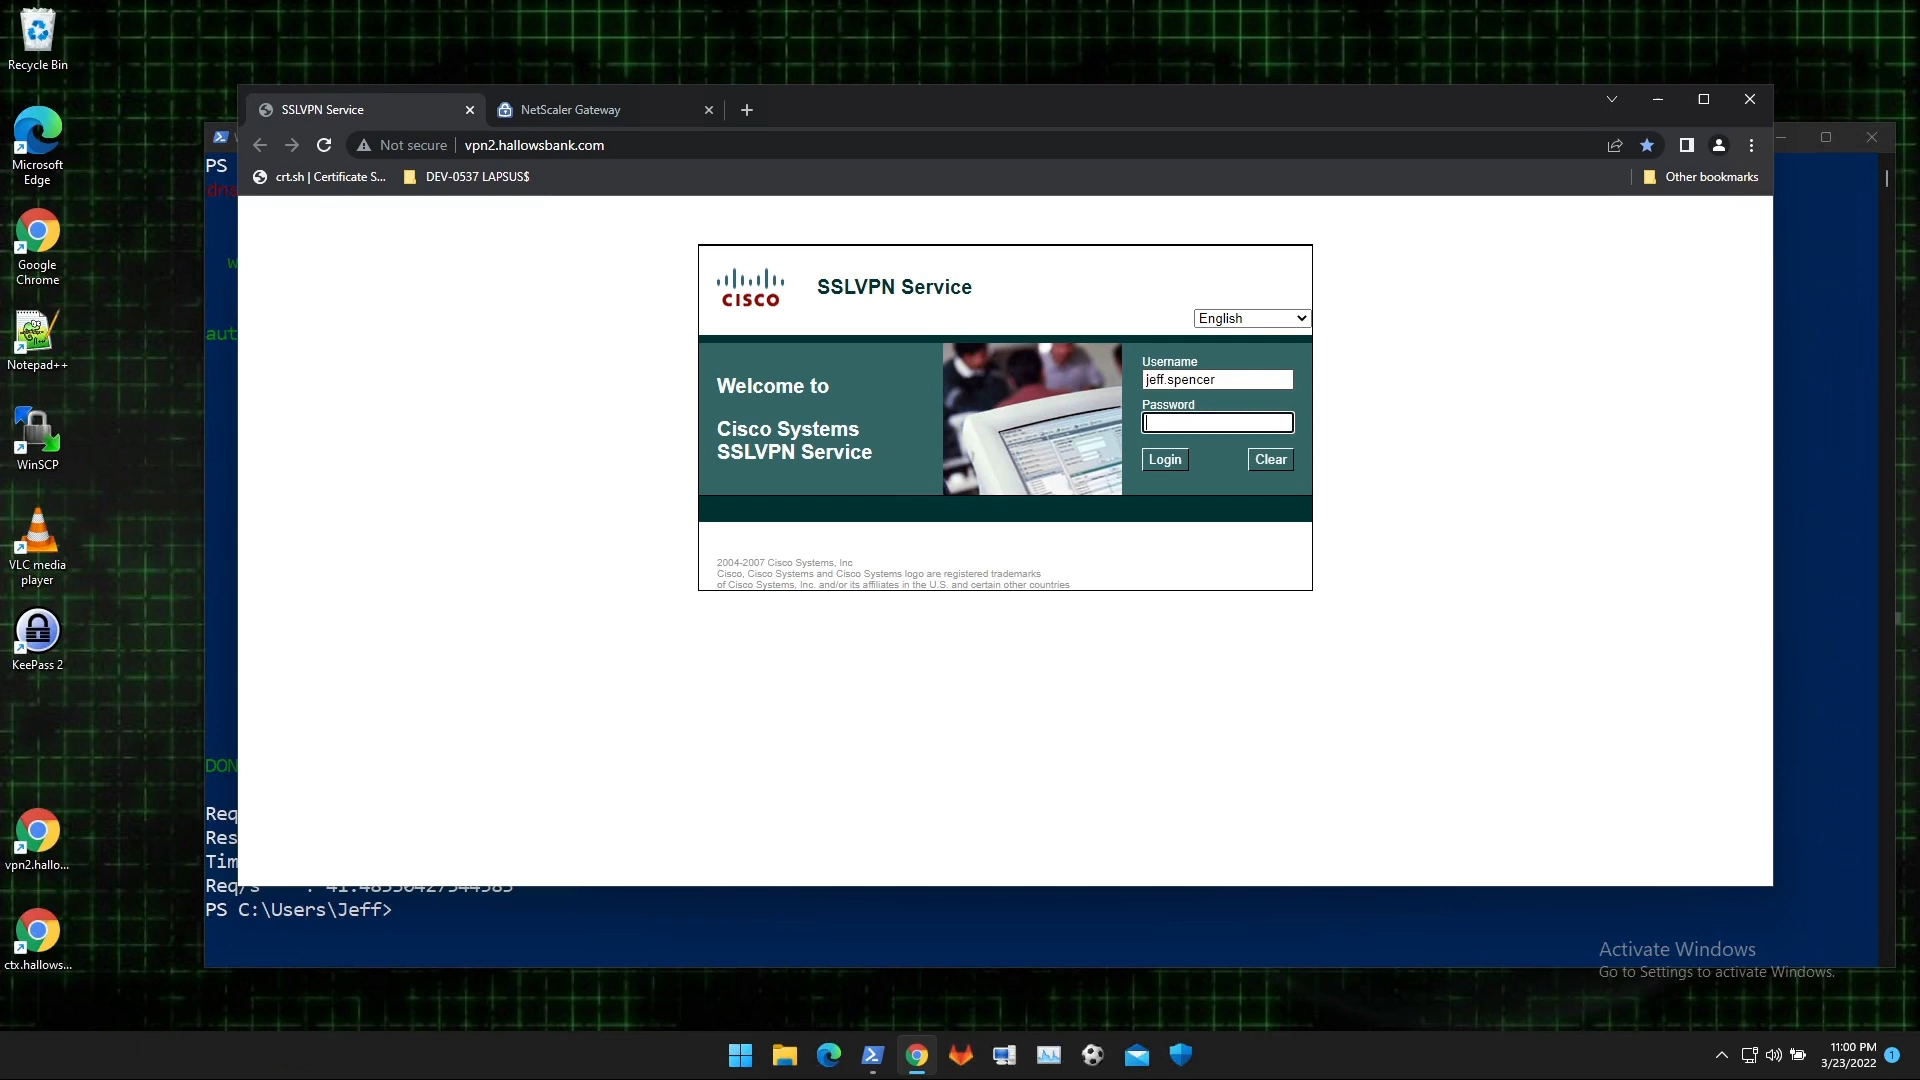 Recycle Bin
Microsoft
Edge
Google
Chrome
Notepad++
WinSCP
VLC media
player
KeePass 2
vpn2.hallo...
ctx.hallows...
SSLVPN Service
NetScaler Gateway
Not secure
vpn2.hallowsbank.com
crt.sh | Certificate S...
DEV-0537 LAPSUS$
Other bookmarks
CISCO
SSLVPN Service
English
Welcome to
Cisco Systems
SSLVPN Service
Username
jeff.spencer
Password
Login
Clear
2004-2007 Cisco Systems, Inc
Cisco, Cisco Systems and Cisco Systems logo are registered trademarks
of Cisco Systems, Inc. and/or its affiliates in the U.S. and certain other countries
PS
dns
w
aut
DON
Req
Res
Tim
Req/s : 41.48530427544585
PS C:\Users\Jeff>
Activate Windows
Go to Settings to activate Windows.
11:00 PM
3/23/2022
1